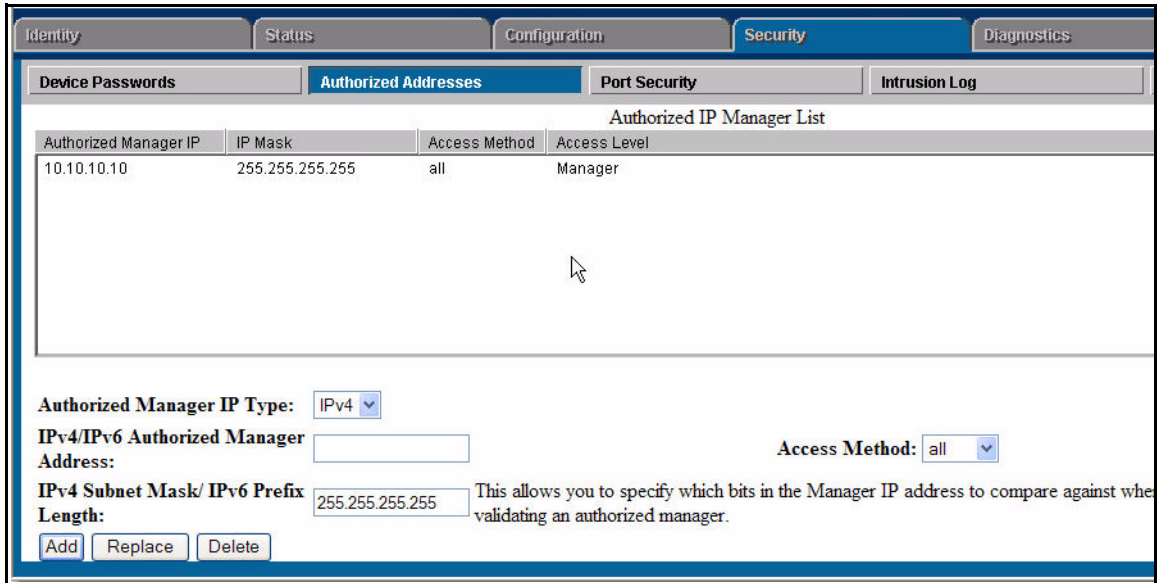 Identity Status Configuration Security Diagnostics
Device Passwords Authorized Addresses Port Security Intrusion Log
Authorized IP Manager List
Authorized Manager IP IP Mask Access Method Access Level
10.10.10.10 255.255.255.255 all Manager
Authorized Manager IP Type: IPv4
IPv4/IPv6 Authorized Manager
Address:
Access Method: all
IPv4 Subnet Mask/ IPv6 Prefix
Length:
255.255.255.255
This allows you to specify which bits in the Manager IP address to compare against whe
validating an authorized manager.
Add Replace Delete